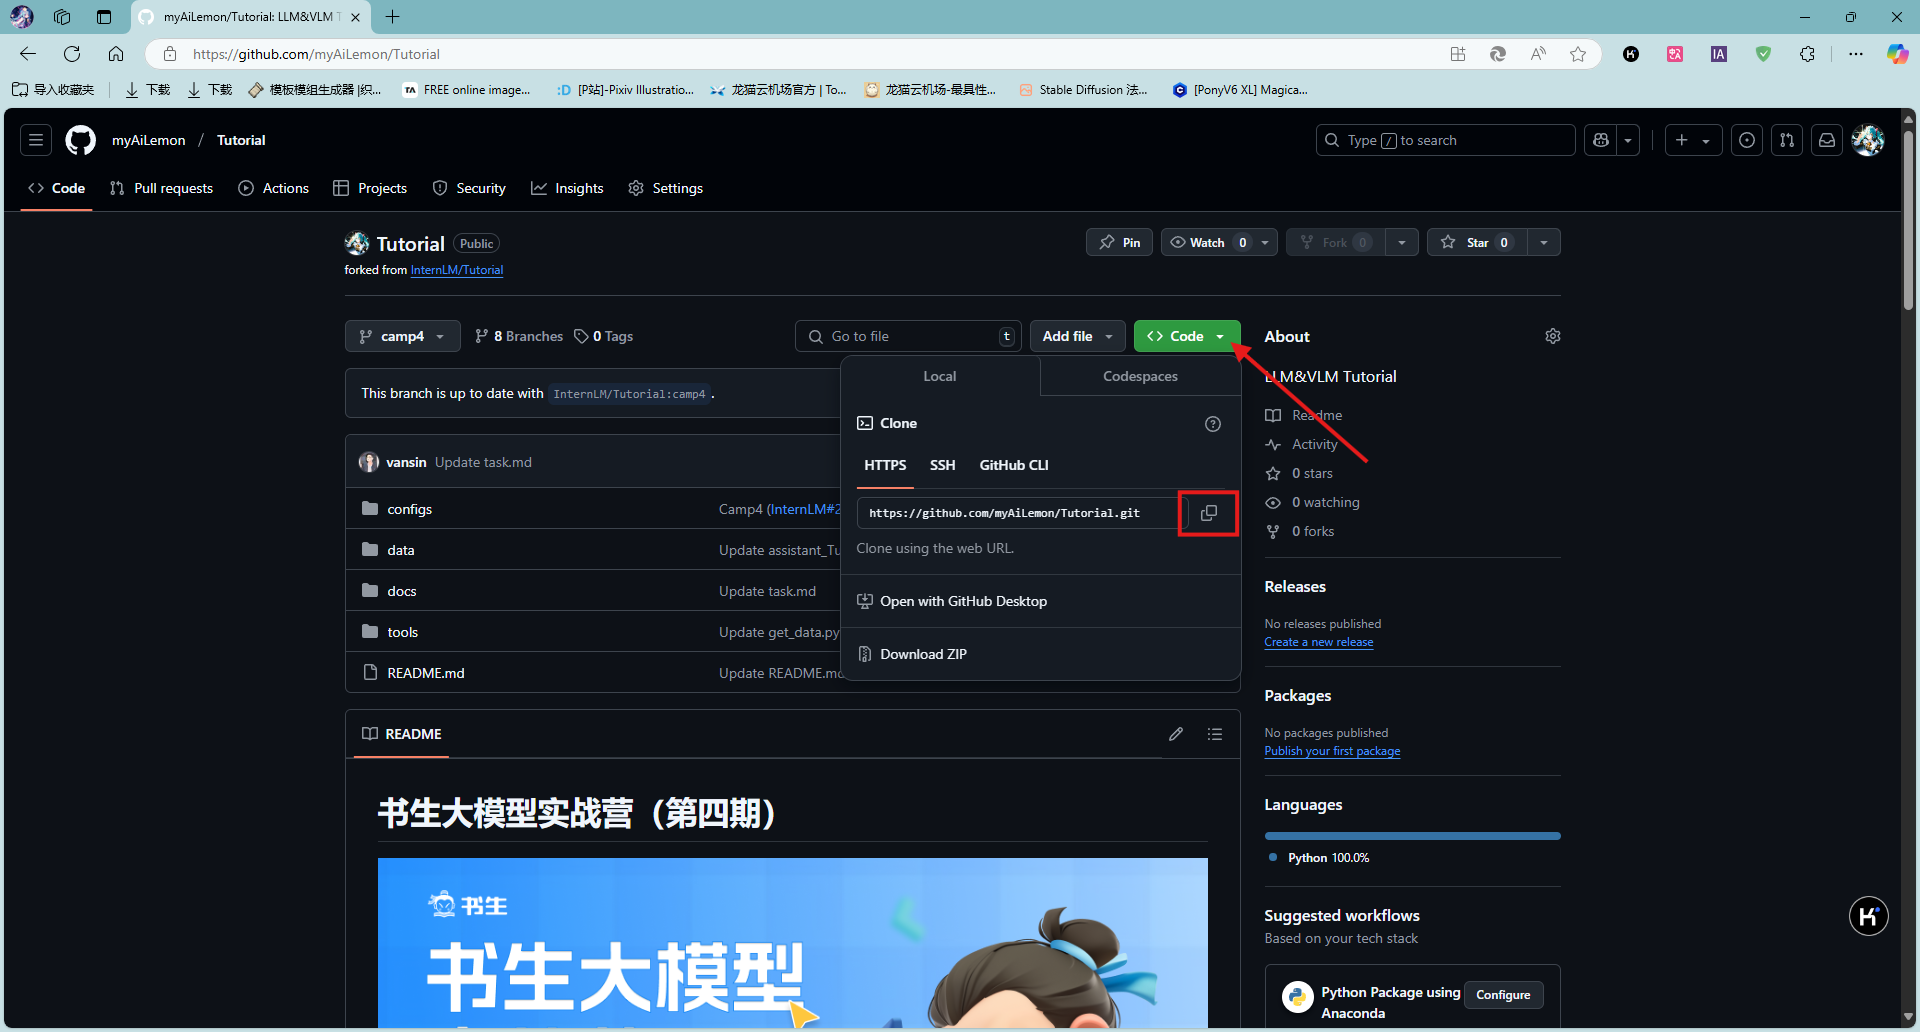 myAiLemon/Tutorial: LLM&VLM T
https://github.com/myAiLemon/Tutorial
导入收藏夹
下载
下载
模板模组生成器 |织...
TA FREE online image...
:D [P站]-Pixiv Illustratio...
龙猫云机场官方 | To...
龙猫云机场-最具性...
Stable Diffusion 法...
[PonyV6 XL] Magica...
myAiLemon / Tutorial
Type / to search
Code
Pull requests
Actions
Projects
Security
Insights
Settings
Tutorial Public
forked from InternLM/Tutorial
Pin
Watch 0
Fork 0
Star 0
camp4
8 Branches
0 Tags
Go to file t
Add file
Code
This branch is up to date with InternLM/Tutorial:camp4 .
vansin Update task.md
configs Camp4 (InternLM#2
data Update assistant_Tu
docs Update task.md
tools Update get_data.py
README.md Update README.md
Local
Codespaces
Clone
HTTPS SSH GitHub CLI
https://github.com/myAiLemon/Tutorial.git
Clone using the web URL.
Open with GitHub Desktop
Download ZIP
README
书生大模型实战营（第四期）
书生
书生大模型
About
LLM&VLM Tutorial
Readme
Activity
0 stars
0 watching
0 forks
Releases
No releases published
Create a new release
Packages
No packages published
Publish your first package
Languages
Python 100.0%
Suggested workflows
Based on your tech stack
Python Package using
Anaconda
Configure